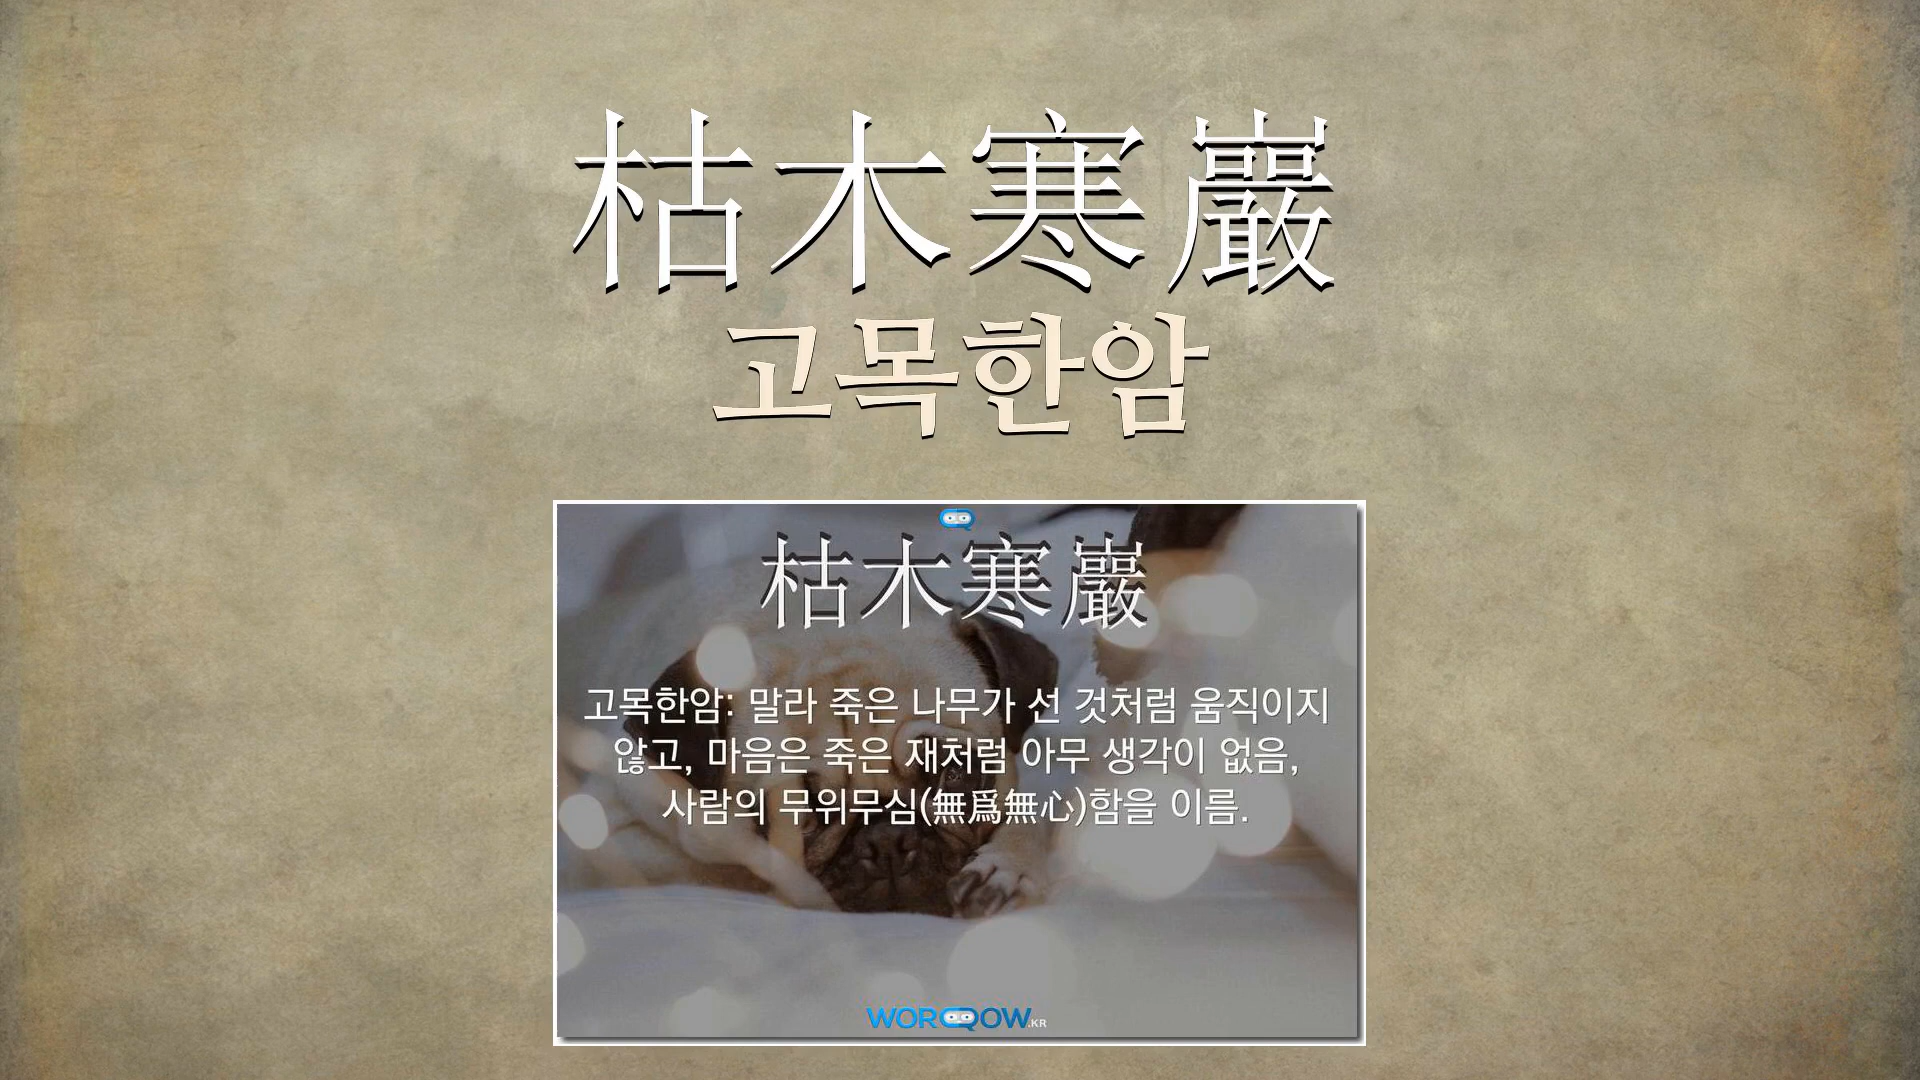 枯木寒巖
고목한암
枯木寒巖
고목한암: 말라 죽은 나무가 선 것처럼 움직이지
않고, 마음은 죽은 재처럼 아무 생각이 없음,
사람의 무위무심(無爲無心)함을 이름.
WORQQOW.KR